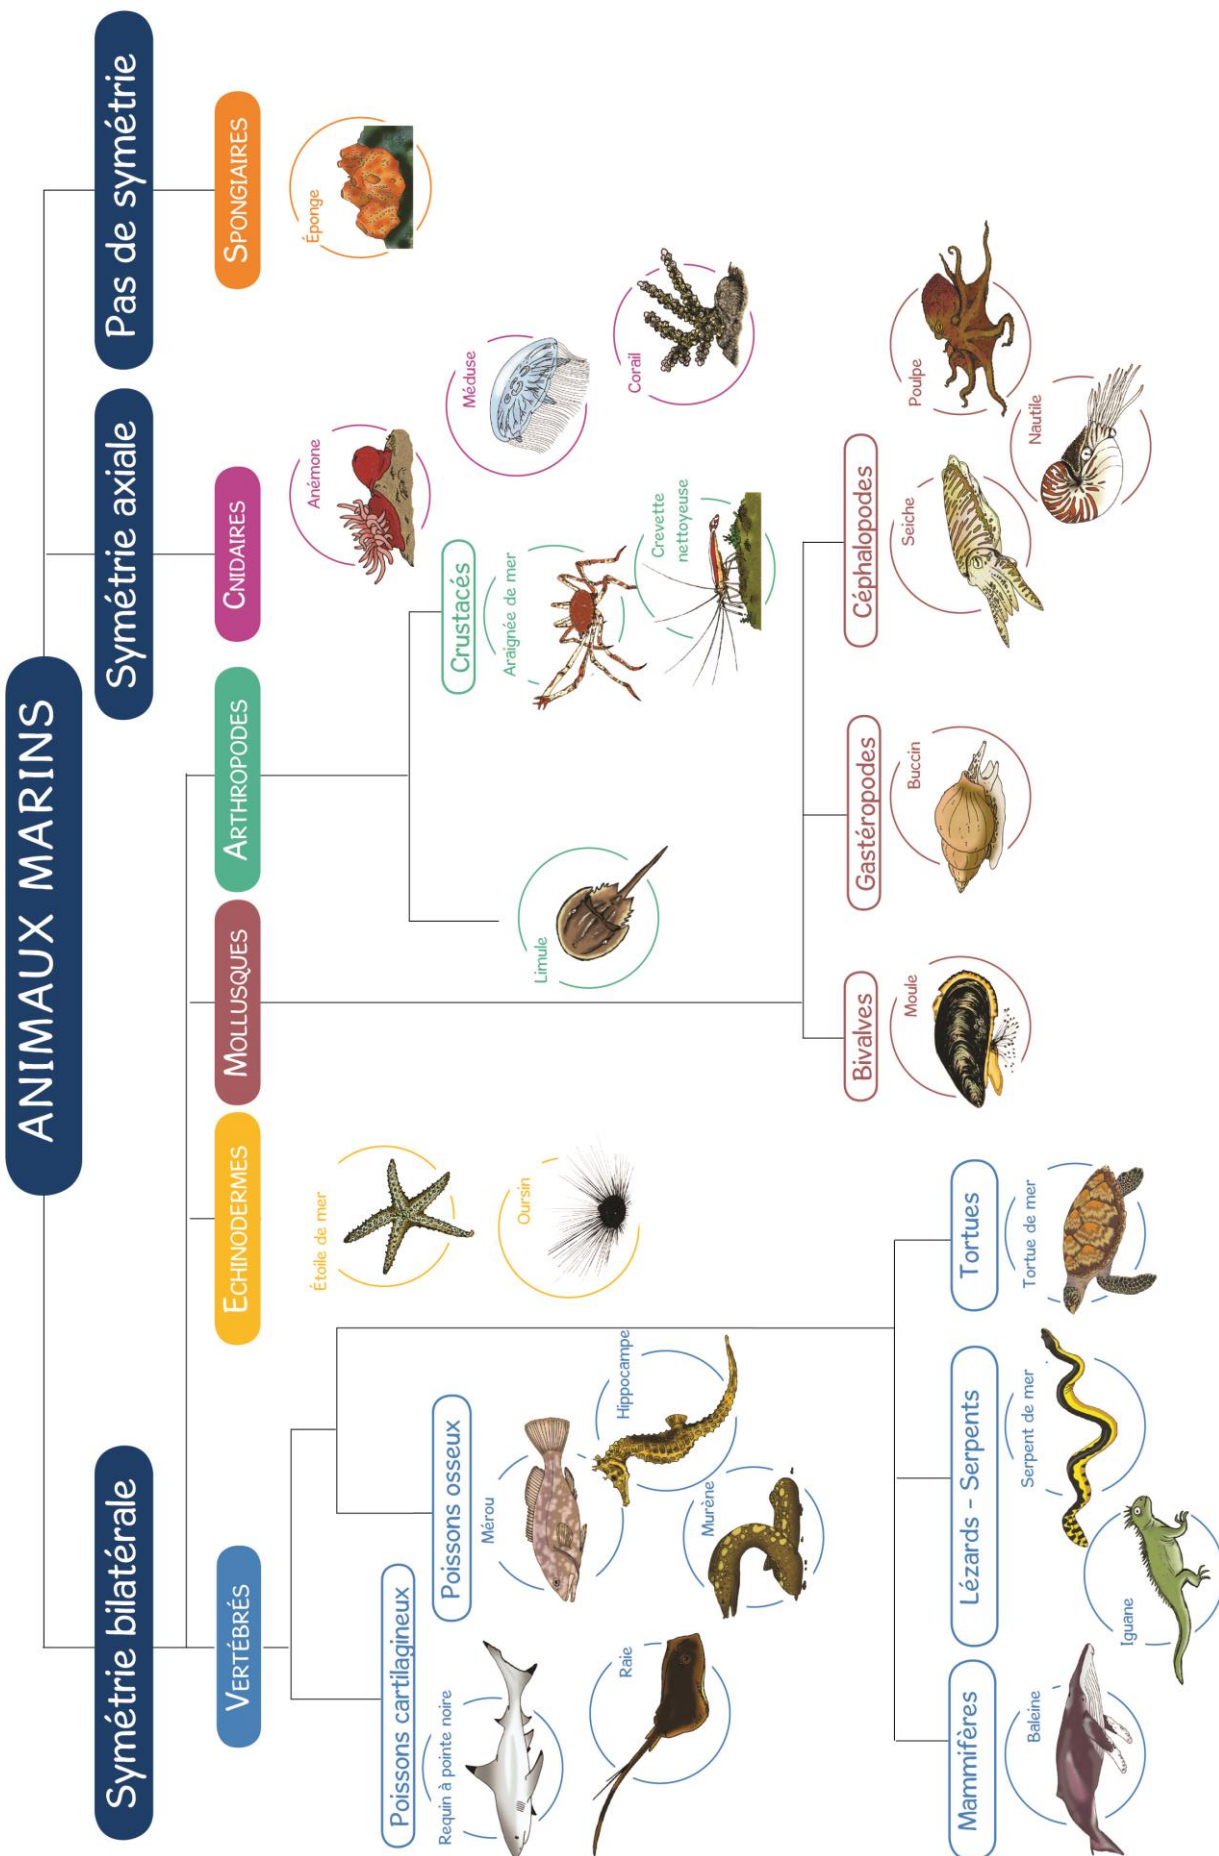 ANIMAUX MARINS
Symétrie bilatérale
Symétrie axiale
Pas de symétrie
VERTÉBRÉS
ECHINODERMES
MOLLUSQUES
ARTHROPODES
CNIDAIRES
SPONGIAIRES
Poissons cartilagineux
Requin à pointe noire
Raie
Poissons osseux
Mérou
Hippocampe
Murène
Étoile de mer
Oursin
Limule
Crustacés
Araignée de mer
Crevette
nettoyeuse
Anémone
Méduse
Corail
Éponge
Mammifères
Baleine
Lézards - Serpents
Serpent de mer
Iguane
Tortues
Tortue de mer
Bivalves
Moule
Gastéropodes
Buccin
Céphalopodes
Seiche
Poulpe
Nautile